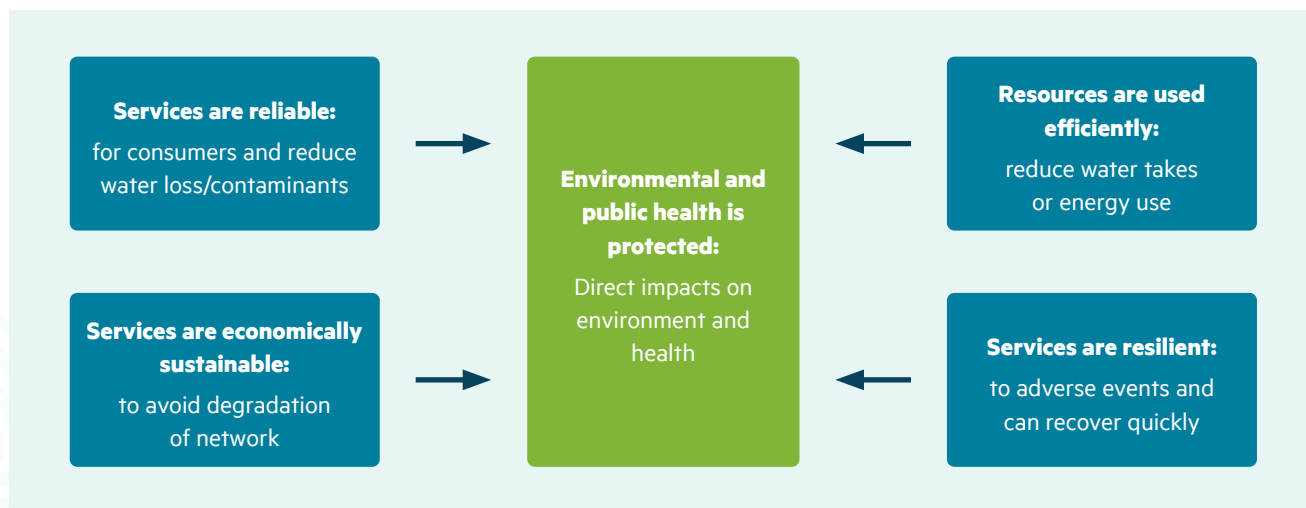 Services are reliable:
for consumers and reduce
water loss/contaminants
Services are economically
sustainable:
to avoid degradation
of network
Environmental and
public health is
protected:
Direct impacts on
environment and
health
Resources are used
efficiently:
reduce water takes
or energy use
Services are resilient:
to adverse events and
can recover quickly